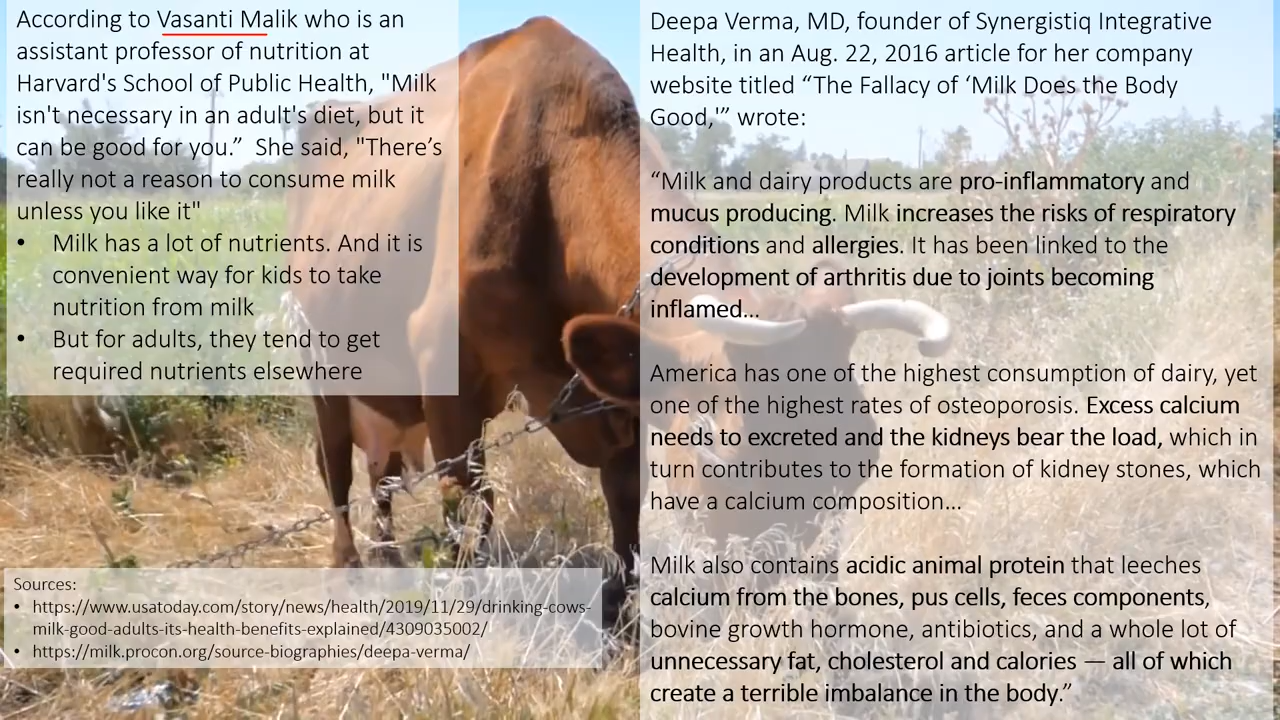 According to Vasanti Malik who is an
assistant professor of nutrition at
Harvard's School of Public Health, "Milk
isn't necessary in an adult's diet, but it
can be good for you.” She said, "There’s
really not a reason to consume milk
unless you like it"
• Milk has a lot of nutrients. And it is
convenient way for kids to take
nutrition from milk
• But for adults, they tend to get
required nutrients elsewhere
Sources:
• https://www.usatoday.com/story/news/health/2019/11/29/drinking-cows-
milk-good-adults-its-health-benefits-explained/4309035002/
• https://milk.procon.org/source-biographies/deepa-verma/
Deepa Verma, MD, founder of Synergistiq Integrative
Health, in an Aug. 22, 2016 article for her company
website titled “The Fallacy of ‘Milk Does the Body
Good,'” wrote:
“Milk and dairy products are pro-inflammatory and
mucus producing. Milk increases the risks of respiratory
conditions and allergies. It has been linked to the
development of arthritis due to joints becoming
inflamed…
America has one of the highest consumption of dairy, yet
one of the highest rates of osteoporosis. Excess calcium
needs to excreted and the kidneys bear the load, which in
turn contributes to the formation of kidney stones, which
have a calcium composition…
Milk also contains acidic animal protein that leeches
calcium from the bones, pus cells, feces components,
bovine growth hormone, antibiotics, and a whole lot of
unnecessary fat, cholesterol and calories — all of which
create a terrible imbalance in the body.”